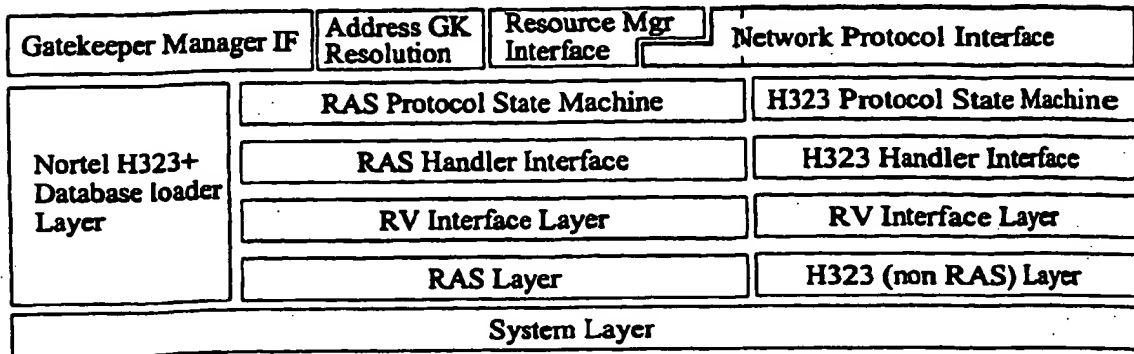 Gatekeeper Manager IF
Address GK
Resolution
Resource Mgr
Interface
Network Protocol Interface
Nortel H323+
Database loader
Layer
RAS Protocol State Machine
H323 Protocol State Machine
RAS Handler Interface
H323 Handler Interface
RV Interface Layer
RV Interface Layer
RAS Layer
H323 (non RAS) Layer
System Layer